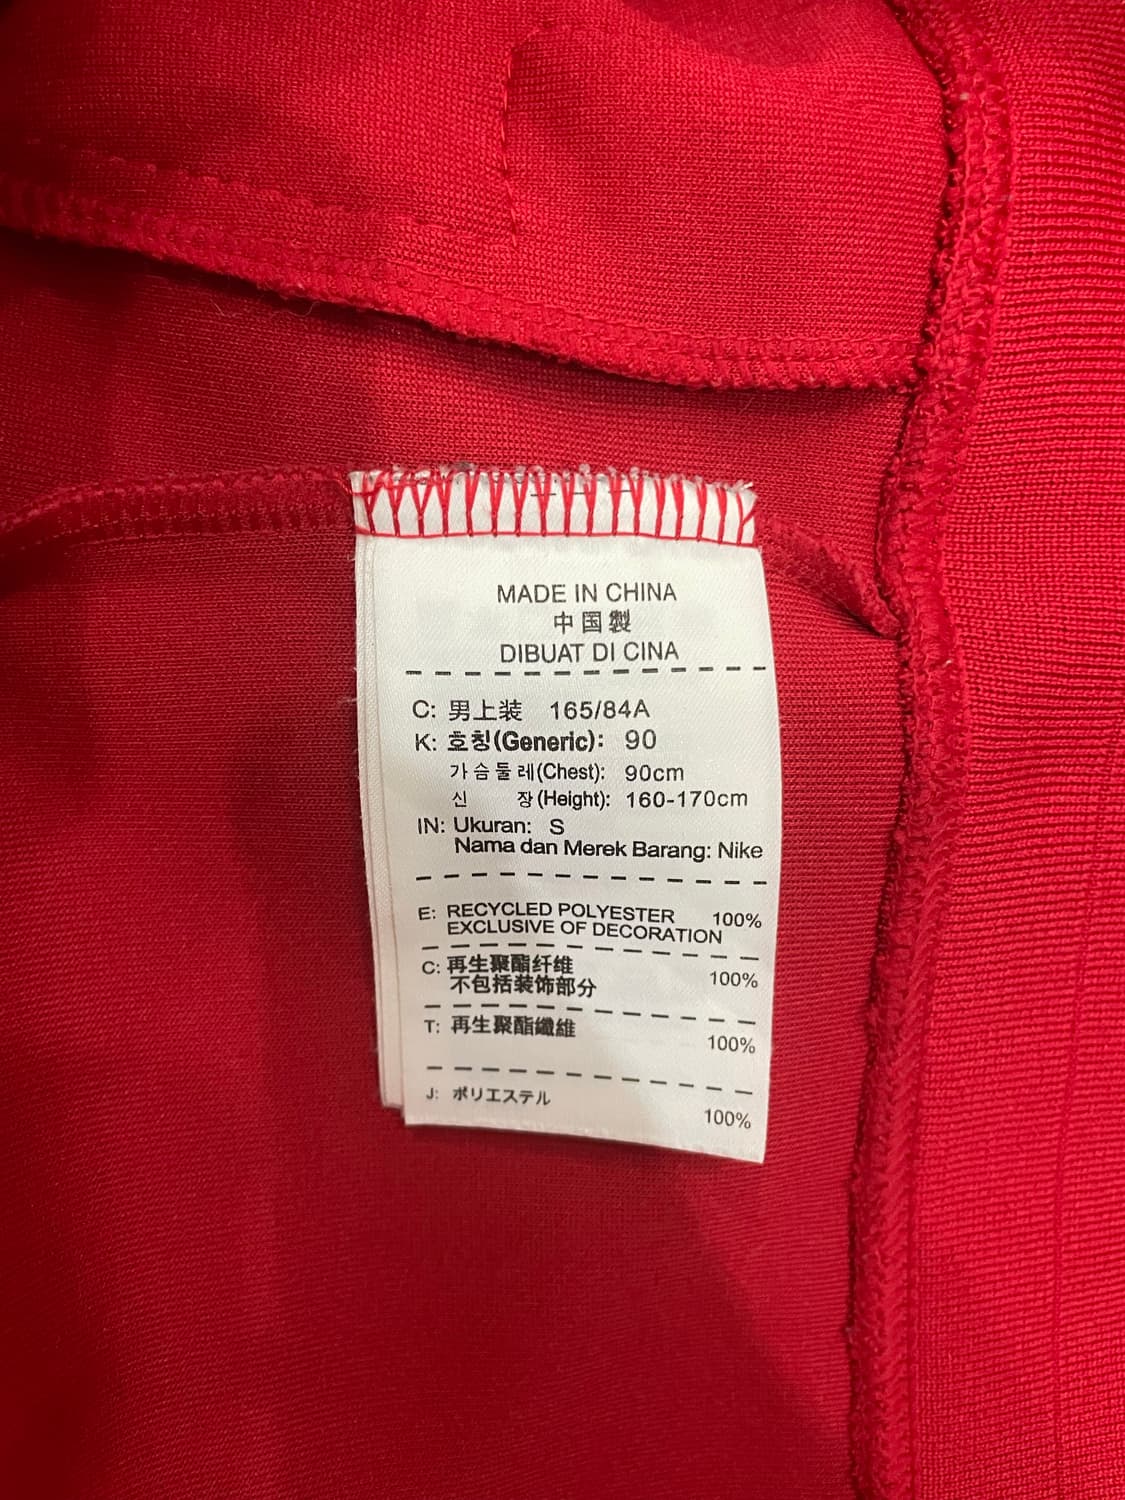 MADE IN CHINA
中国製
DIBUAT DI CINA
C: 男上装 165/84A
K: 호칭(Generic): 90
가슴둘레(Chest): 90cm
신 장(Height): 160-170cm
IN: Ukuran: S
Nama dan Merek Barang: Nike
E: RECYCLED POLYESTER 100%
EXCLUSIVE OF DECORATION
C: 再生聚酯纤维 100%
不包括装饰部分
T: 再生聚酯纖維 100%
J: ポリエステル 100%